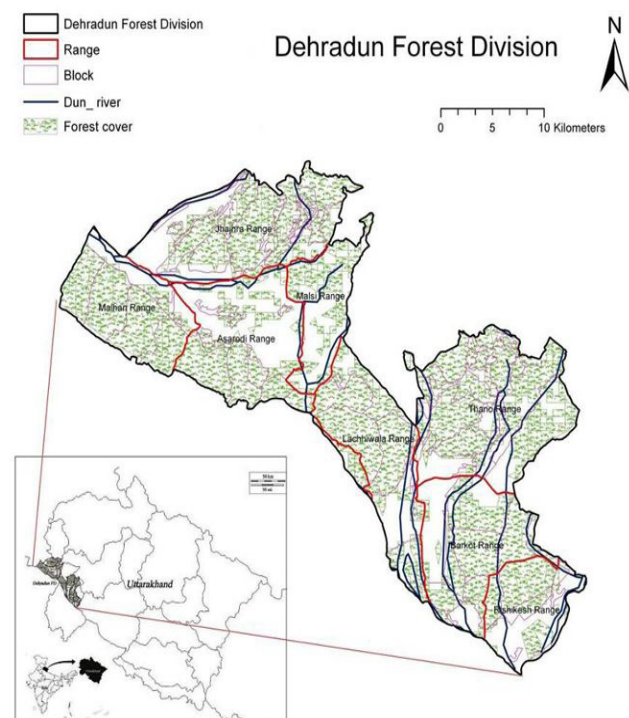 Dehradun Forest Division
Range
Block
Dun_ river
Forest cover
Dehradun Forest Division
N
0 5 10 Kilometers
Jhajhra Range
Malhan Range
Malsi Range
Asarodi Range
Thano Range
Lachhiwala Range
Barkot Range
Rishikesh Range
Uttarakhand